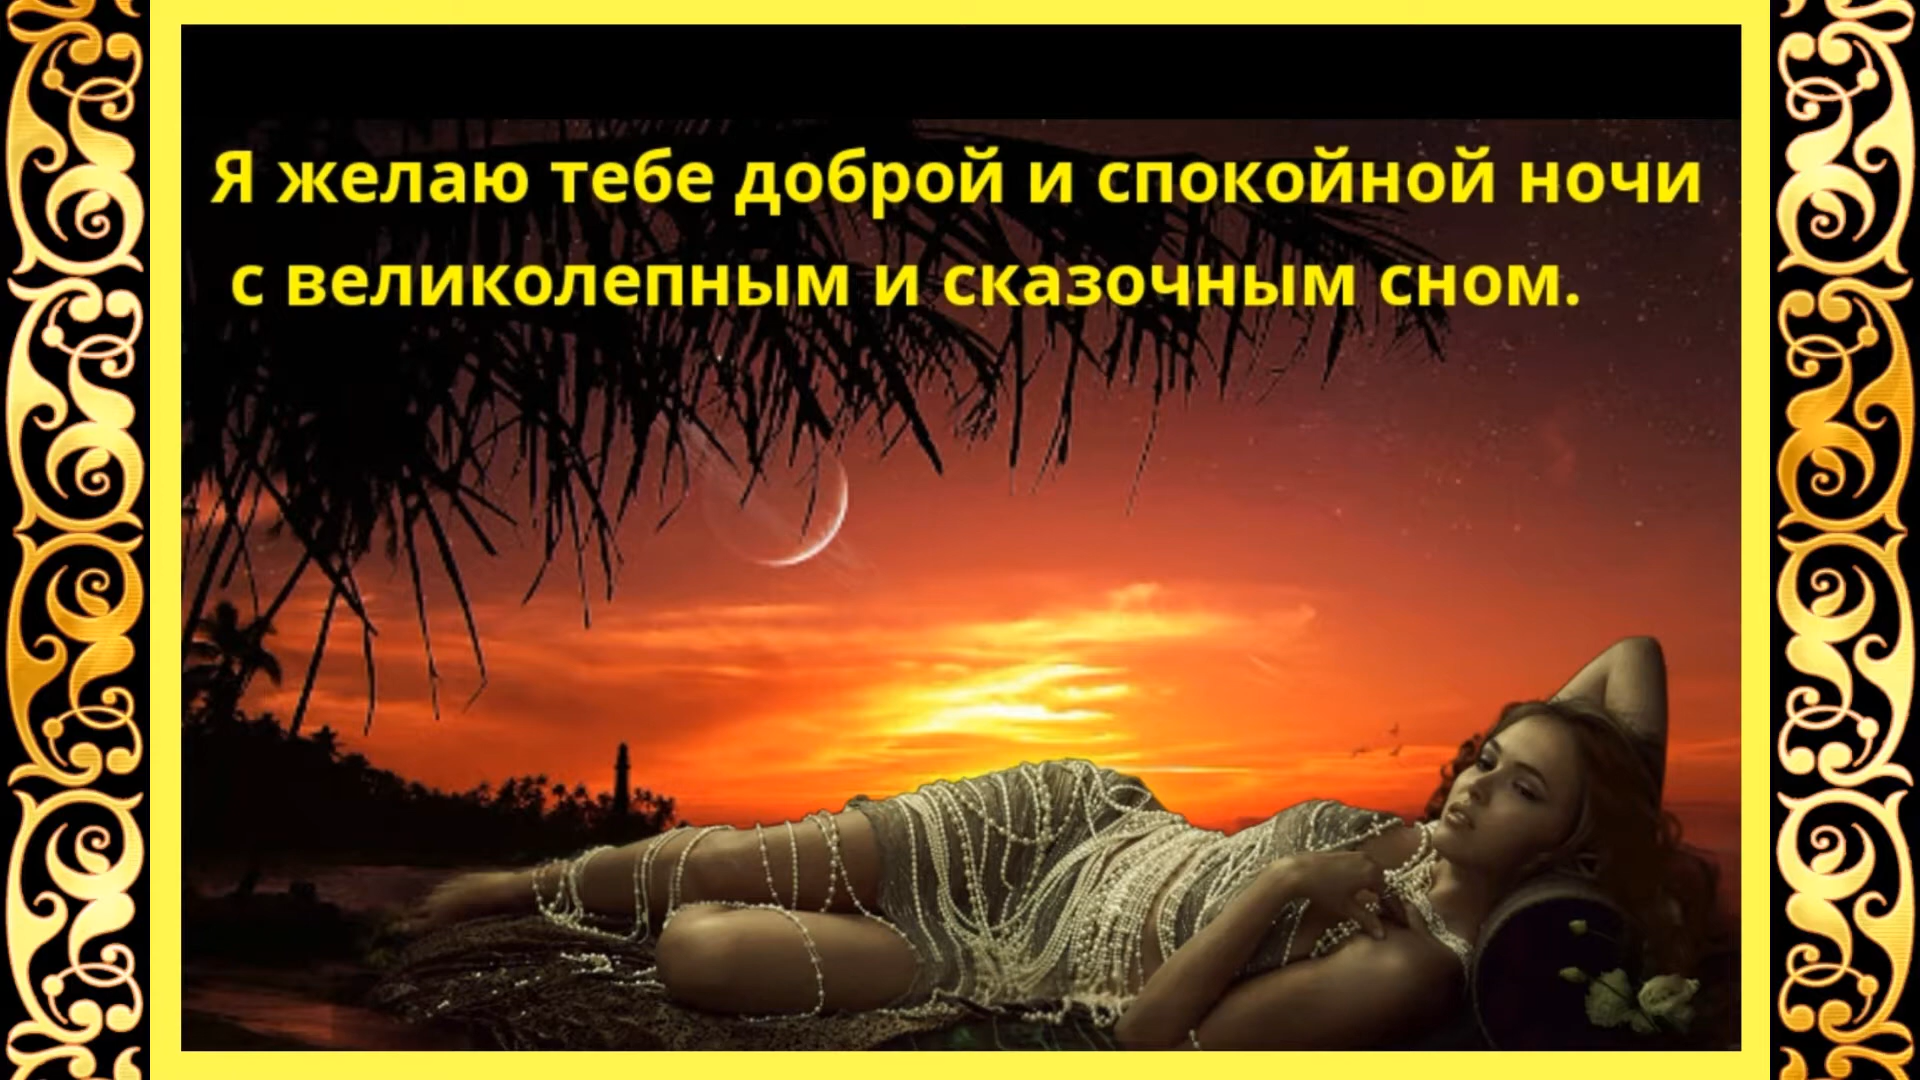 Я желаю тебе доброй и спокойной ночи
с великолепным и сказочным сном.